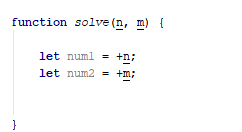 function solve(n, m) {
let num1 = +n;
let num2 = +m;
}